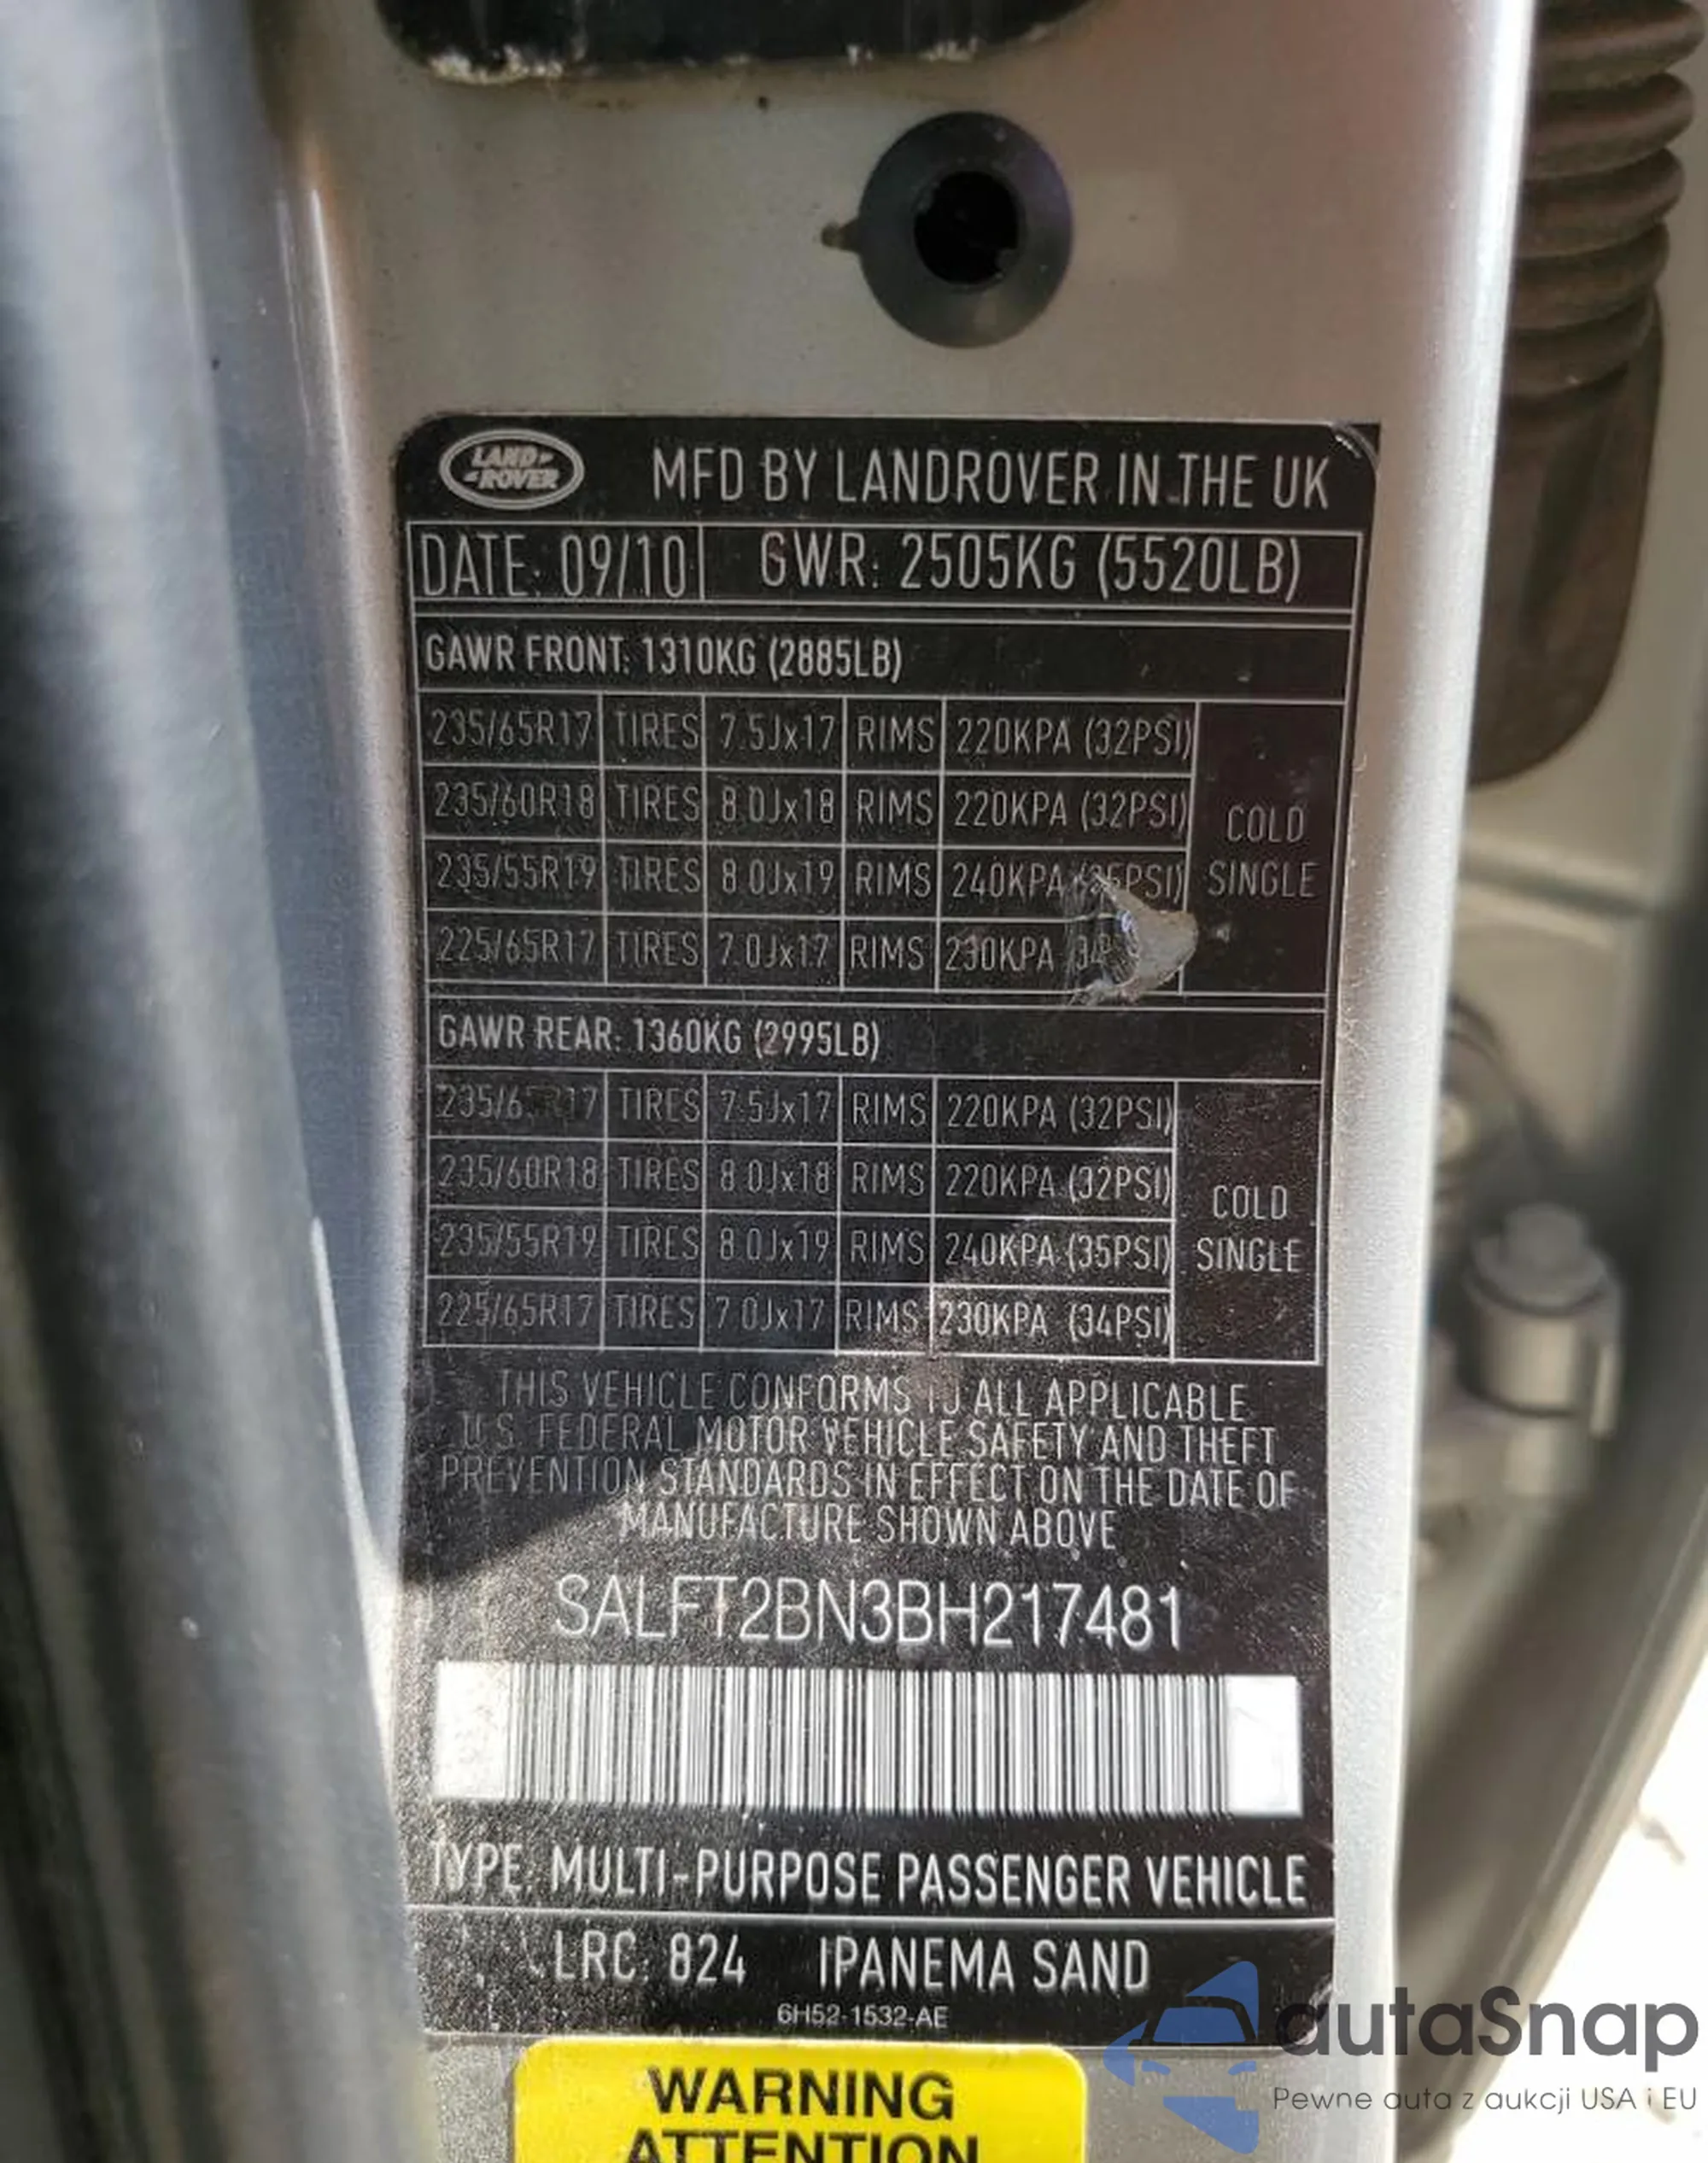 LAND ROVER MFD BY LANDROVER IN THE UK
DATE: 09/10 GWR: 2505KG (5520LB)
GAWR FRONT: 1310KG (2885LB)
235/65R17 TIRES 7.5Jx17 RIMS 220KPA (32PSI)
235/60R18 TIRES 8.0Jx18 RIMS 220KPA (32PSI)
COLD
235/55R19 TIRES 8.0Jx19 RIMS 240KPA (35PSI)
SINGLE
225/65R17 TIRES 7.0Jx17 RIMS 230KPA
GAWR REAR: 1360KG (2995LB)
235/65R17 TIRES 7.5Jx17 RIMS 220KPA (32PSI)
235/60R18 TIRES 8.0Jx18 RIMS 220KPA (32PSI)
COLD
235/55R19 TIRES 8.0Jx19 RIMS 240KPA (35PSI)
SINGLE
225/65R17 TIRES 7.0Jx17 RIMS 230KPA (34PSI)
THIS VEHICLE CONFORMS TO ALL APPLICABLE
U.S. FEDERAL MOTOR VEHICLE SAFETY AND THEFT
PREVENTION STANDARDS IN EFFECT ON THE DATE OF
MANUFACTURE SHOWN ABOVE
SALFT2BN3BH217481
TYPE: MULTI-PURPOSE PASSENGER VEHICLE
LRC: 824 IPANEMA SAND
6H52-1532-AE
WARNING
ATTENTION
autaSnap
Pewne auta z aukcji USA i EU